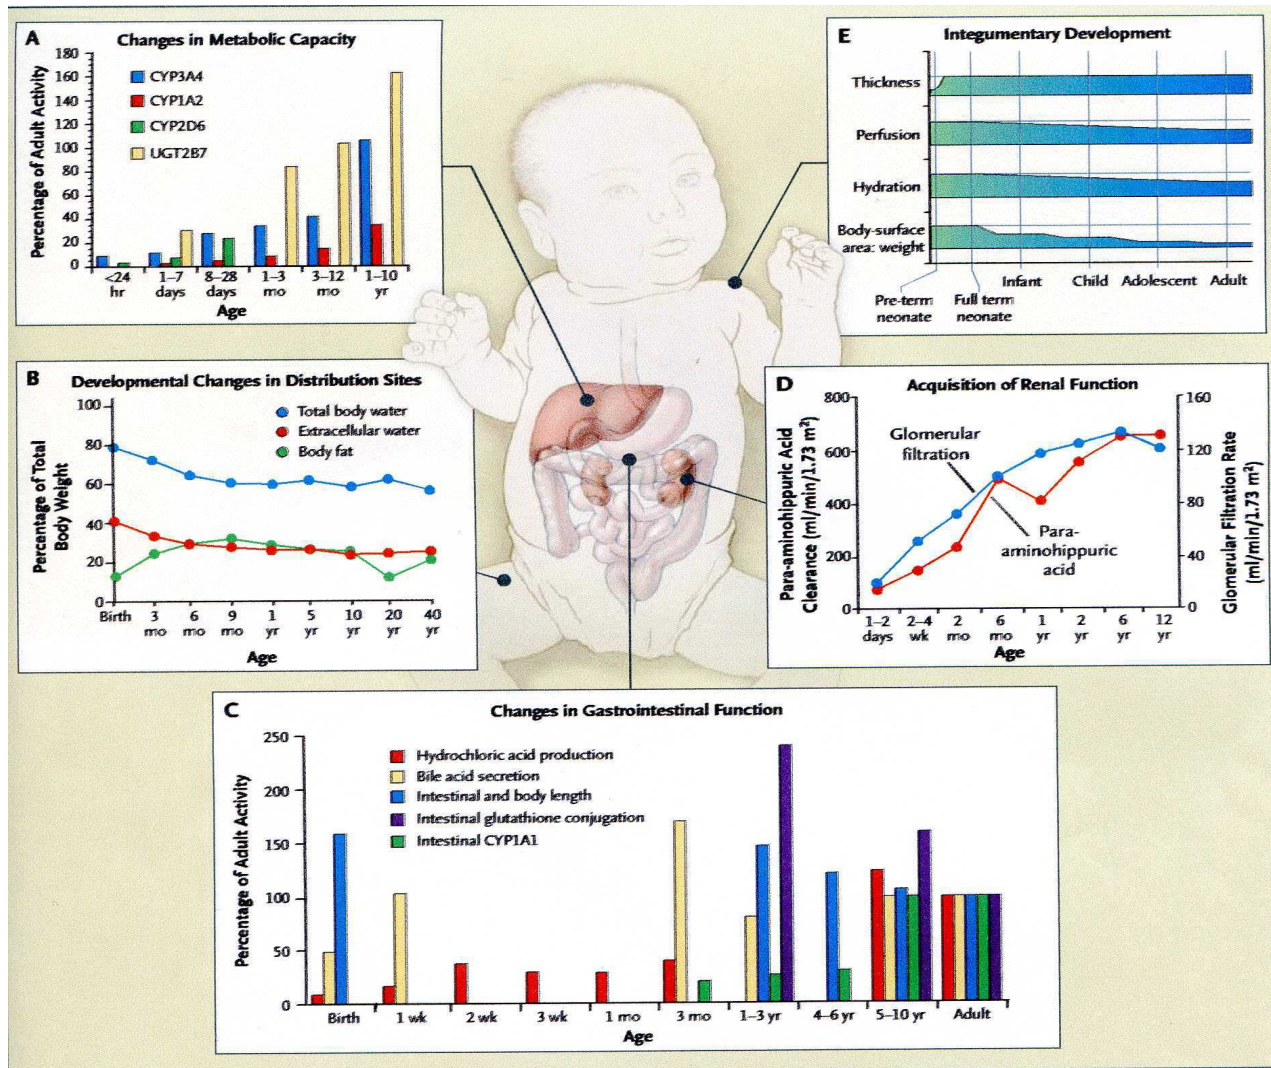 A
Changes in Metabolic Capacity
Percentage of Adult Activity
180
160
140
120
100
80
60
40
20
0
CYP3A4
CYP1A2
CYP2D6
UGT2B7
<24 hr
1–7 days
8–28 days
1–3 mo
3–12 mo
1–10 yr
Age
E
Integumentary Development
Thickness
Perfusion
Hydration
Body-surface
area: weight
Infant
Child
Adolescent
Adult
Pre-term
neonate
Full term
neonate
B
Developmental Changes in Distribution Sites
Percentage of Total
Body Weight
100
80
60
40
20
0
Total body water
Extracellular water
Body fat
Birth
3 mo
6 mo
9 mo
1 yr
5 yr
10 yr
20 yr
40 yr
Age
D
Acquisition of Renal Function
Para-aminohippuric Acid
Clearance (ml/min/1.73 m²)
800
600
400
200
0
Glomerular
filtration
Para-
aminohippuric
acid
160
120
80
40
0
Glomerular Filtration Rate
(ml/min/1.73 m²)
1–2 days
2–4 wk
2 mo
6 mo
1 yr
2 yr
6 yr
12 yr
Age
C
Changes in Gastrointestinal Function
Percentage of Adult Activity
250
200
150
100
50
0
Hydrochloric acid production
Bile acid secretion
Intestinal and body length
Intestinal glutathione conjugation
Intestinal CYP1A1
Birth
1 wk
2 wk
3 wk
1 mo
3 mo
1–3 yr
4–6 yr
5–10 yr
Adult
Age